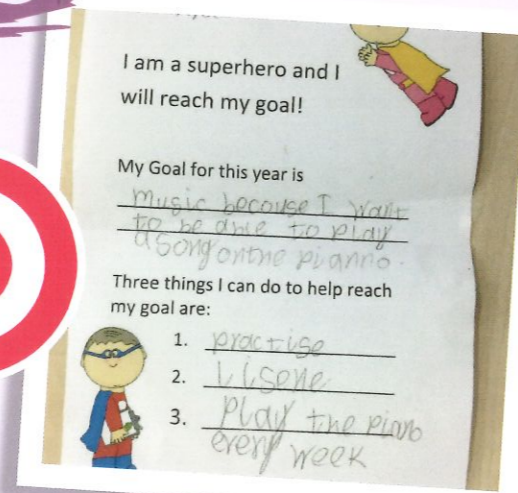 I am a superhero and I
will reach my goal!
My Goal for this year is
Music because I want
to be able to play
a song on the pianno.
Three things I can do to help reach
my goal are:
1. practise
2. Lisone
3. Play the piano
every week